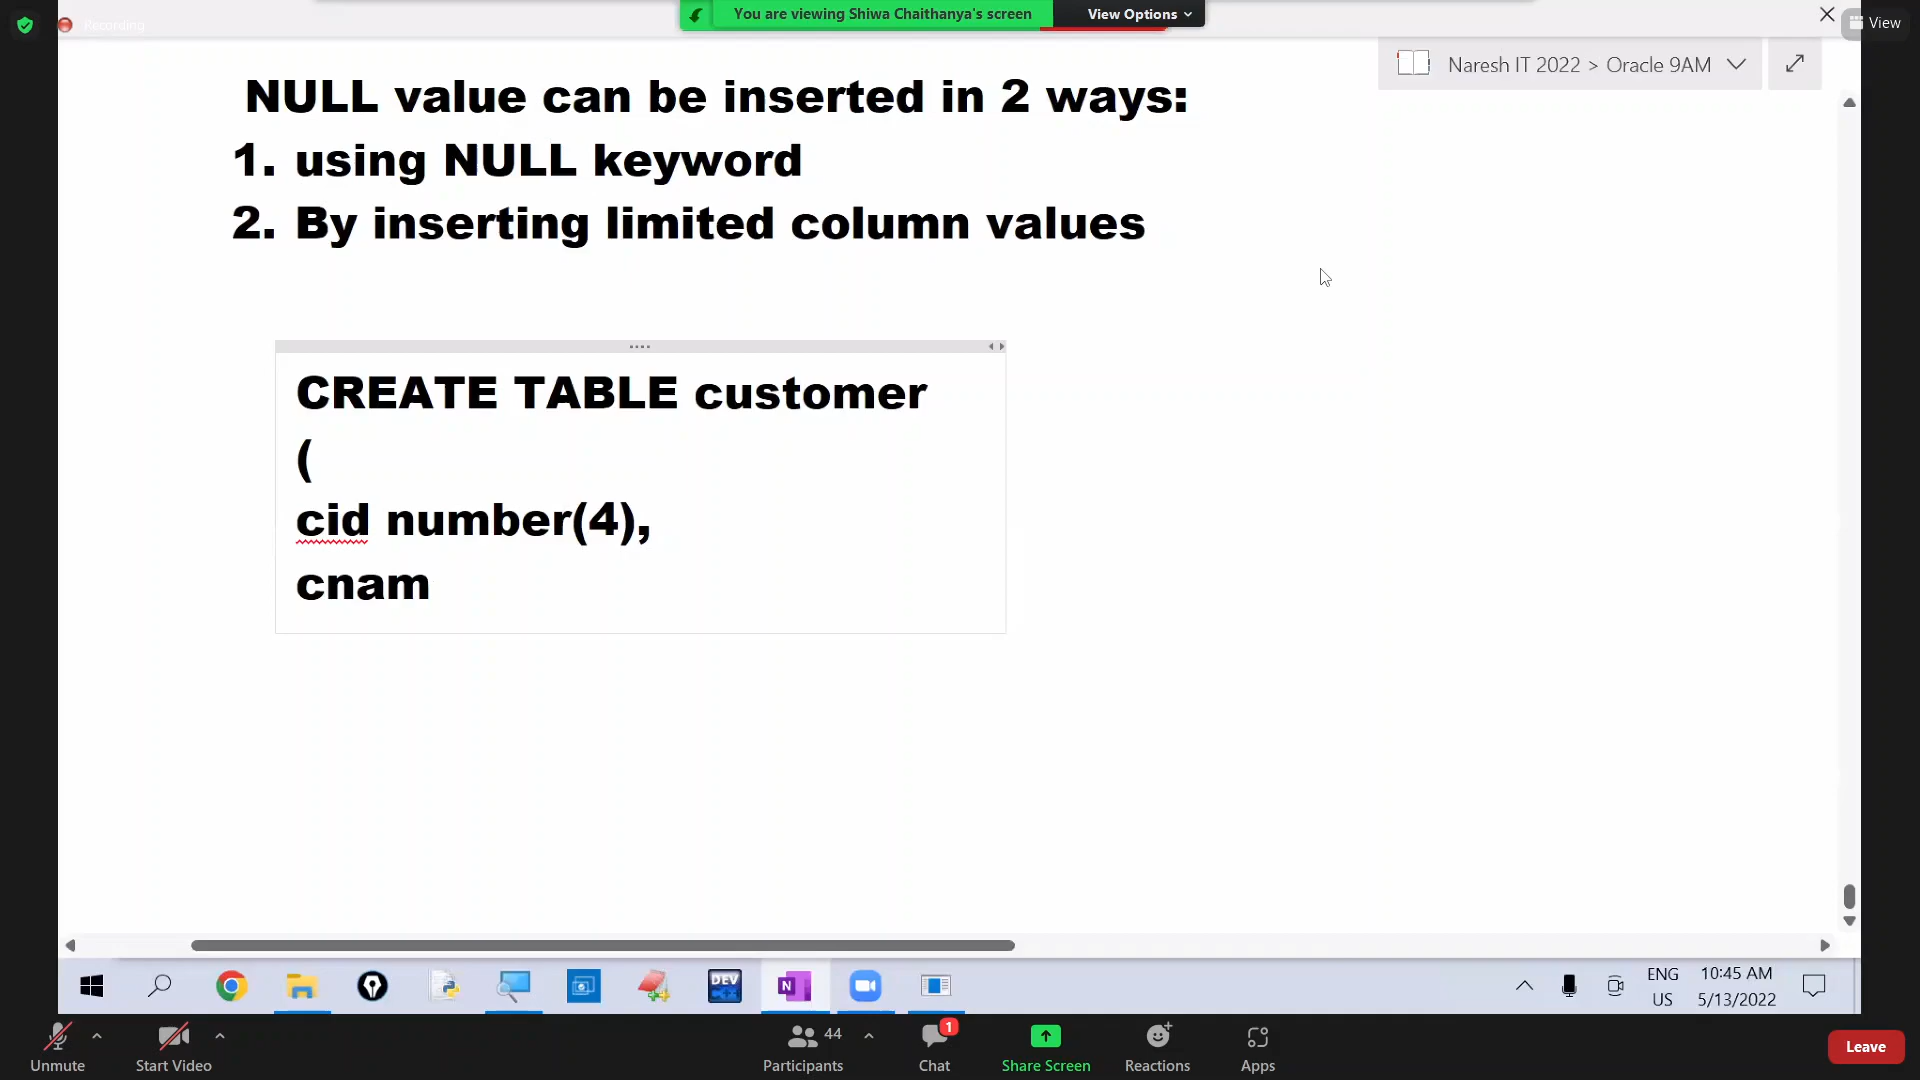 Recording
You are viewing Shiwa Chaithanya's screen
View Options
View
Naresh IT 2022 > Oracle 9AM
NULL value can be inserted in 2 ways:
1. using NULL keyword
2. By inserting limited column values
CREATE TABLE customer
(
cid number(4),
cnam
DEV
N
ENG
US
10:45 AM
5/13/2022
Unmute
Start Video
44
Participants
1
Chat
Share Screen
Reactions
Apps
Leave